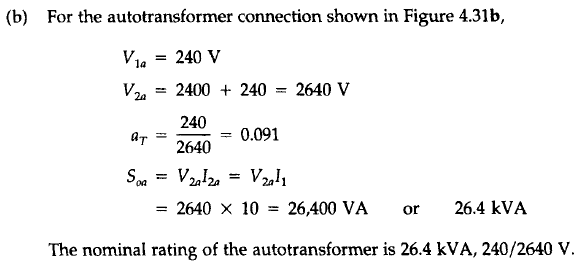 (b) For the autotransformer connection shown in Figure 4.31b,
V1a = 240 V
V2a = 2400 + 240 = 2640 V
aT = 240/2640 = 0.091
Soa = V2aI2a = V2aI1
= 2640 × 10 = 26,400 VA or 26.4 kVA
The nominal rating of the autotransformer is 26.4 kVA, 240/2640 V.